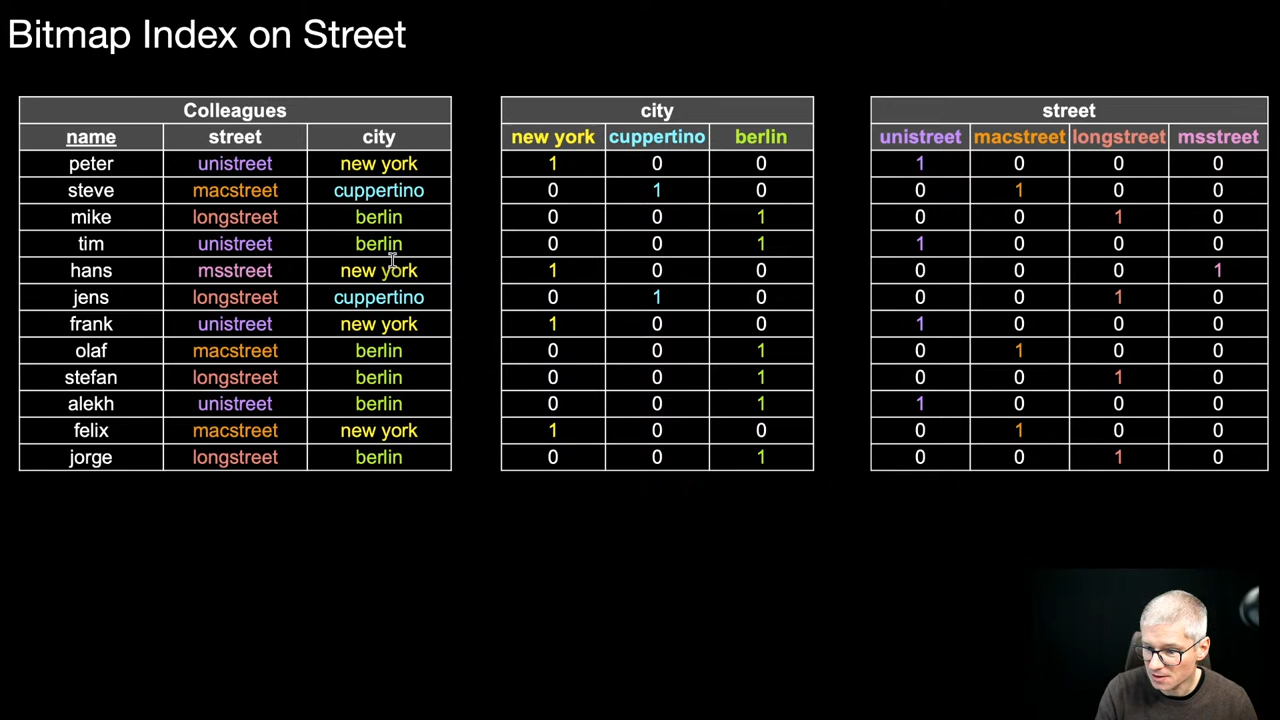 Bitmap Index on Street
Colleagues
name street city
peter unistreet new york
steve macstreet cuppertino
mike longstreet berlin
tim unistreet berlin
hans msstreet new york
jens longstreet cuppertino
frank unistreet new york
olaf macstreet berlin
stefan longstreet berlin
alekh unistreet berlin
felix macstreet new york
jorge longstreet berlin
city
new york cuppertino berlin
1 0 0
0 1 0
0 0 1
0 0 1
1 0 0
0 1 0
1 0 0
0 0 1
0 0 1
0 0 1
1 0 0
0 0 1
street
unistreet macstreet longstreet msstreet
1 0 0 0
0 1 0 0
0 0 1 0
1 0 0 0
0 0 0 1
0 0 1 0
1 0 0 0
0 1 0 0
0 0 1 0
1 0 0 0
0 1 0 0
0 0 1 0